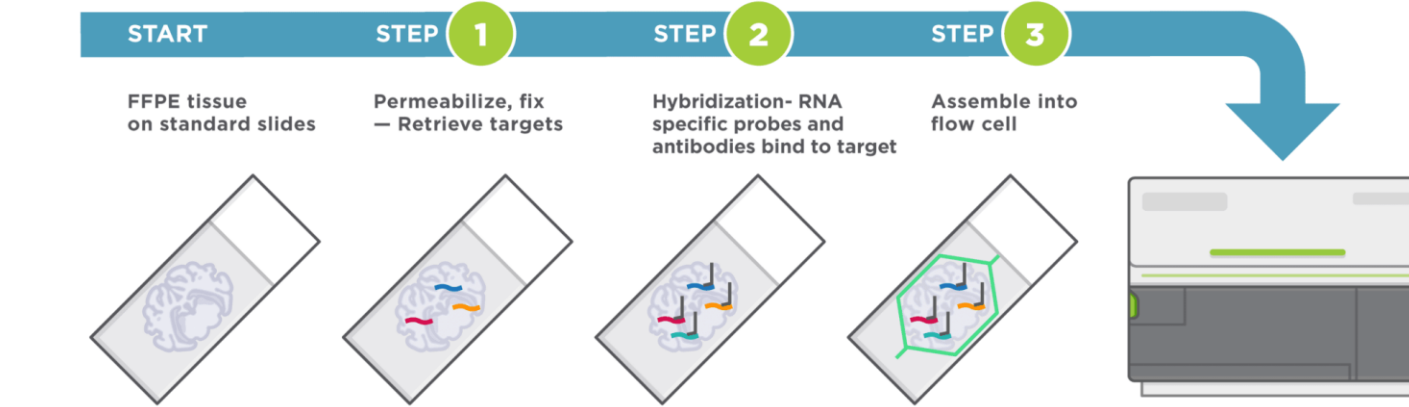 START
STEP 1
STEP 2
STEP 3
FFPE tissue
on standard slides
Permeabilize, fix
— Retrieve targets
Hybridization- RNA
specific probes and
antibodies bind to target
Assemble into
flow cell